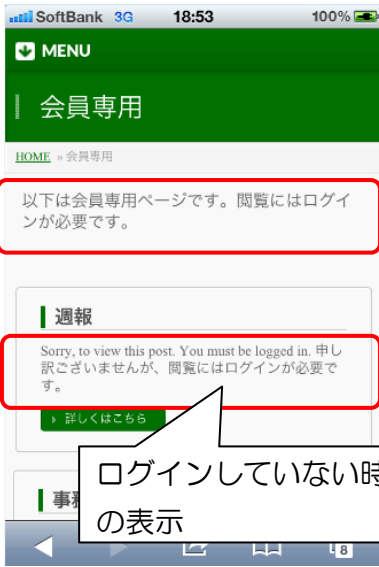 SoftBank 3G 18:53 100%
MENU
会員専用
HOME » 会員専用
以下は会員専用ページです。閲覧にはログイ
ンが必要です。
週報
Sorry, to view this post. You must be logged in. 申し
訳ございませんが、閲覧にはログインが必要で
す。
詳しくはこちら
ログインしていない時
の表示
事務
8